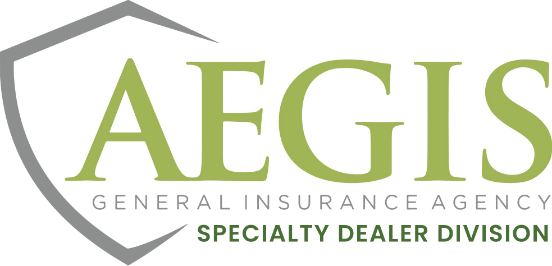 AEGIS
GENERAL INSURANCE AGENCY
SPECIALTY DEALER DIVISION